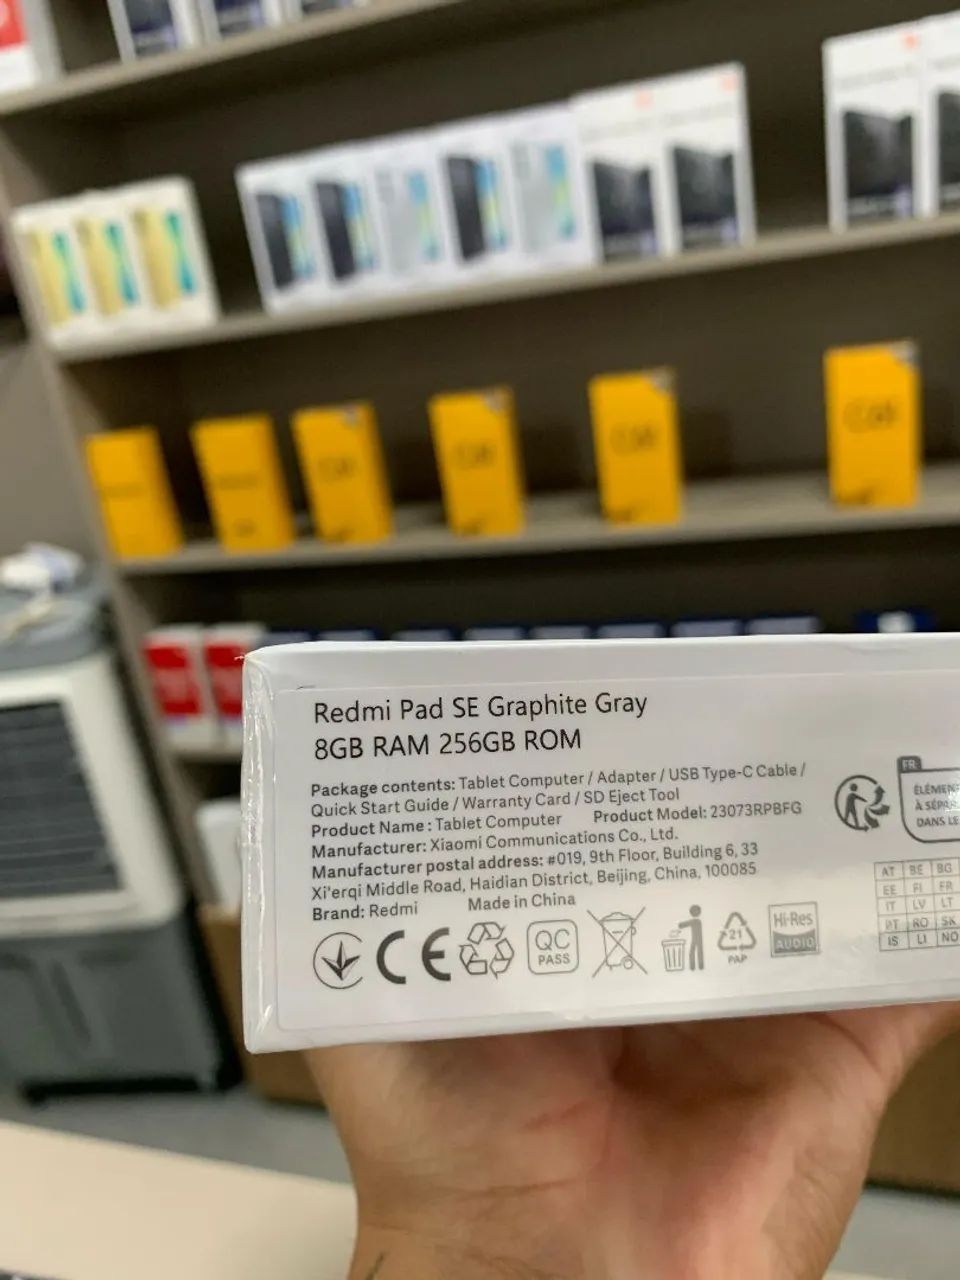 Redmi Pad SE Graphite Gray
8GB RAM 256GB ROM
Package contents: Tablet Computer / Adapter / USB Type-C Cable /
Quick Start Guide / Warranty Card / SD Eject Tool
Product Name : Tablet Computer Product Model: 23073RPBFG
Manufacturer: Xiaomi Communications Co., Ltd.
Manufacturer postal address: #019, 9th Floor, Building 6, 33
Xi'erqi Middle Road, Haidian District, Beijing, China, 100085
Brand: Redmi Made in China
CE
QC
PASS
21
PAP
Hi-Res
AUDIO
FR
À
DANS LE
AT BE BG
EE FI FR
IT LV LT
PT RO SK
IS LI NO